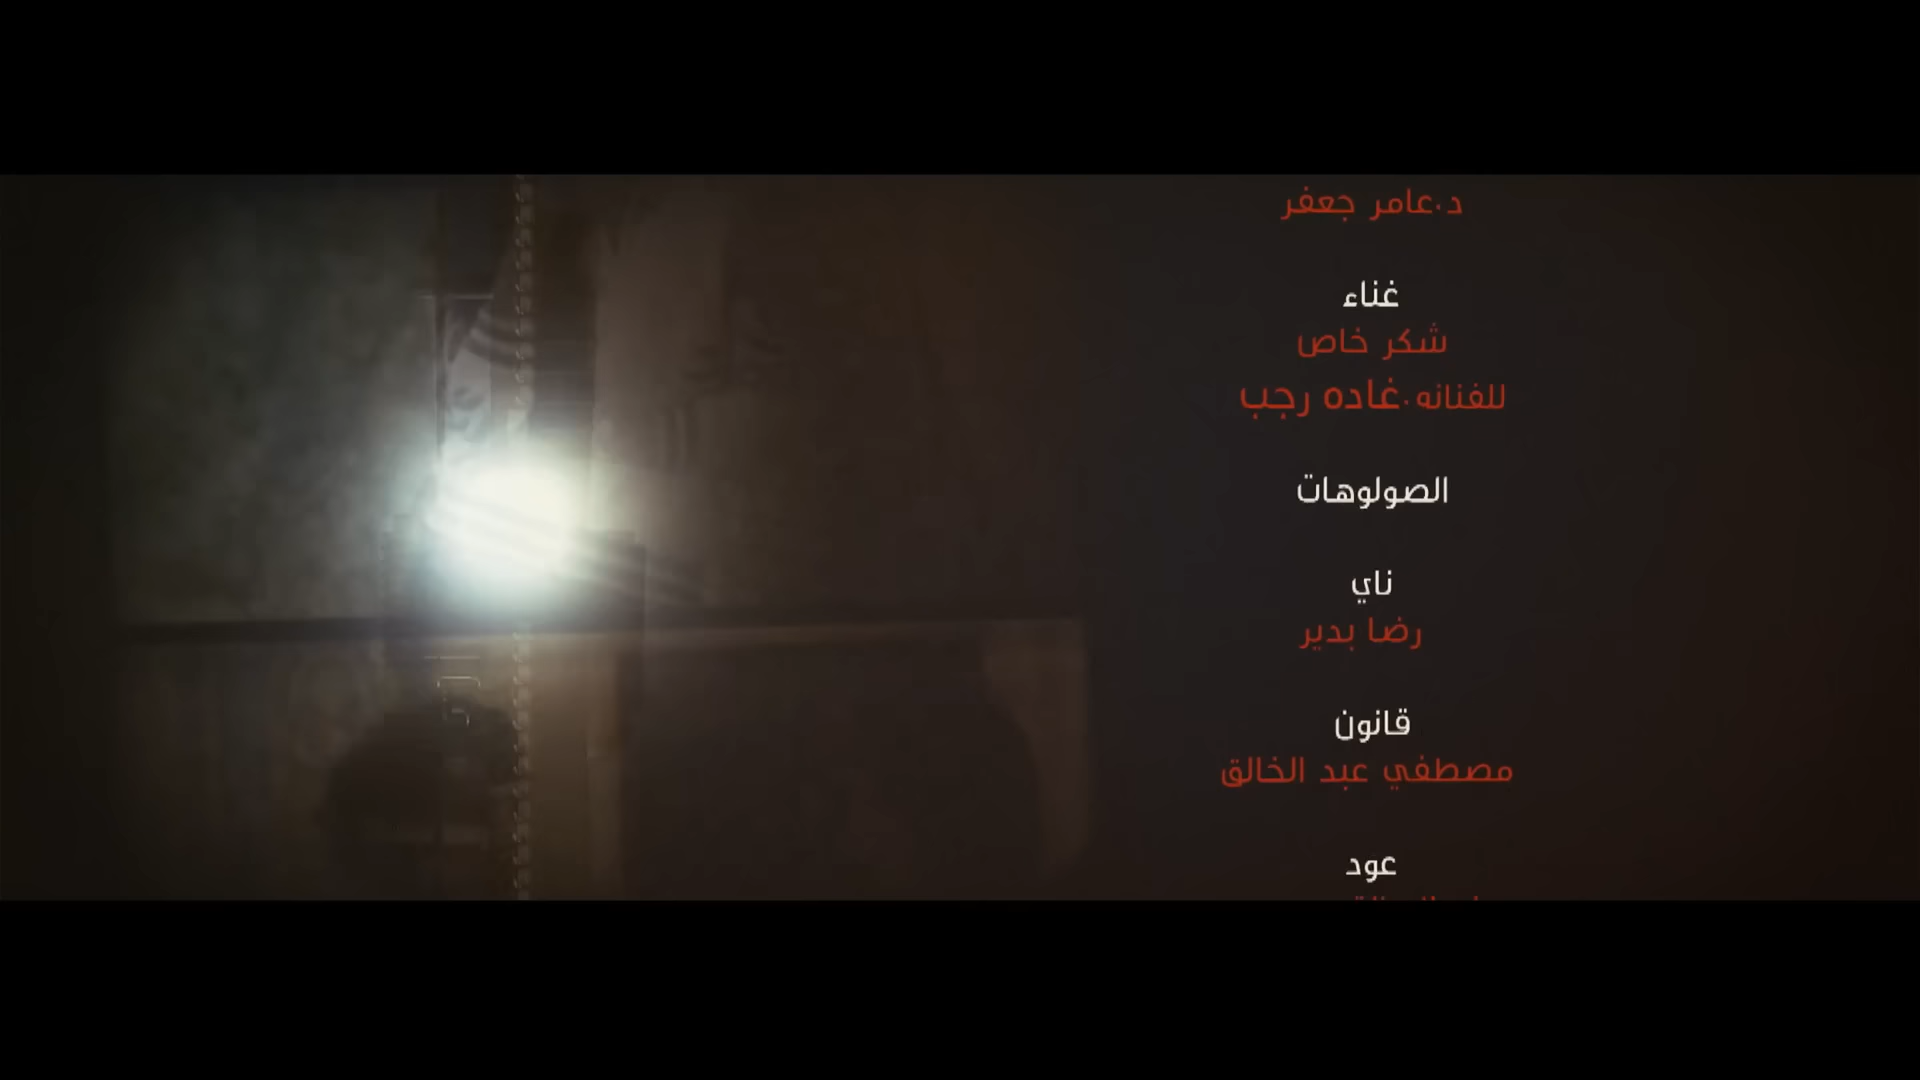 د.عامر جعفر
غناء
شكر خاص
للفنانه.غاده رجب
الصولوهات
ناي
رضا بدير
قانون
مصطفي عبد الخالق
عود